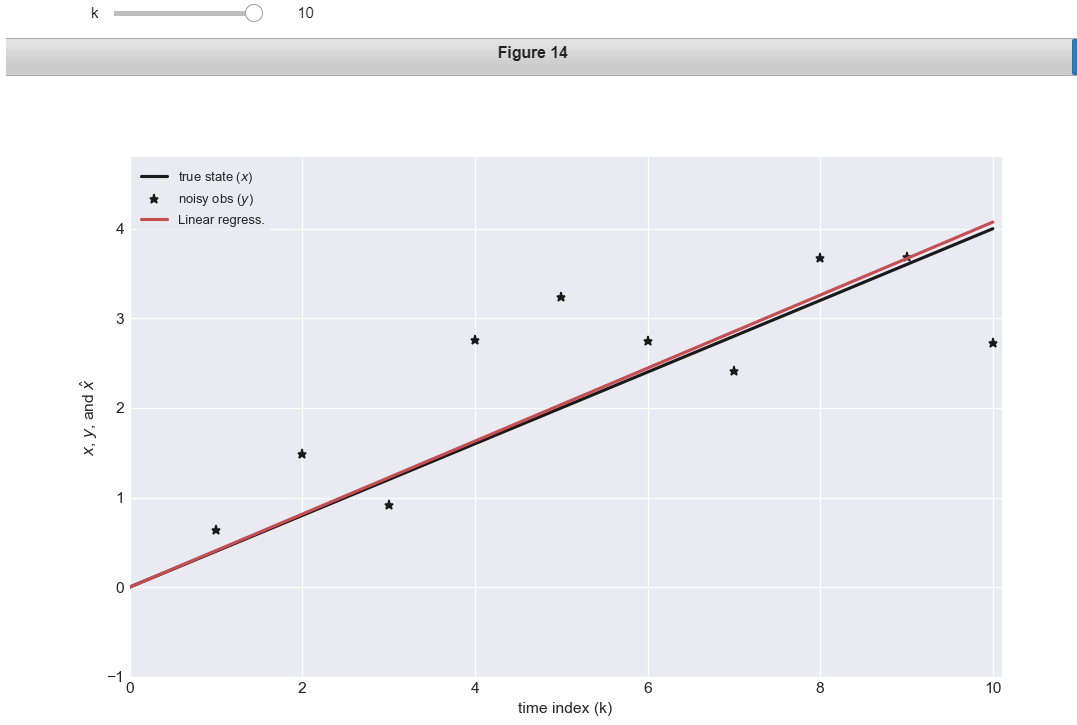 k 10
Figure 14
true state (x)
noisy obs (y)
Linear regress.
4
3
2
1
0
−1
x, y, and x̂
0 2 4 6 8 10
time index (k)